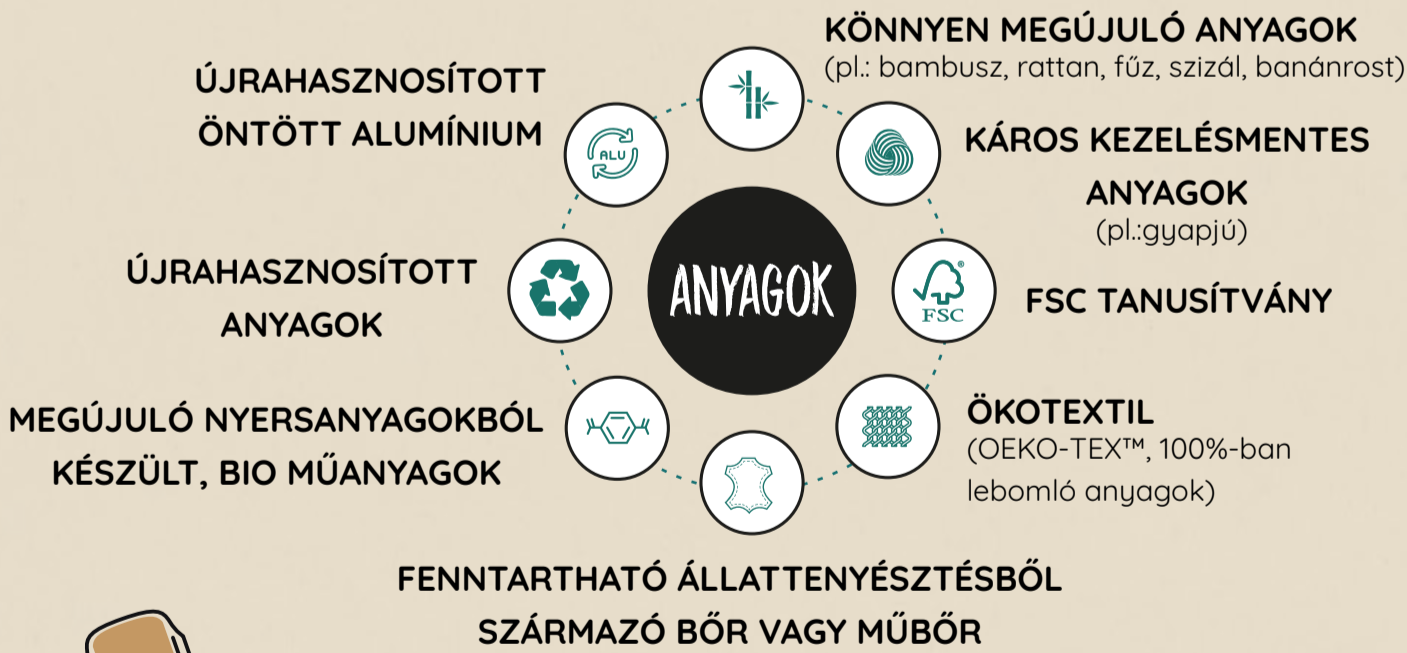 KÖNNYEN MEGÚJULÓ ANYAGOK
(pl.: bambusz, rattan, fűz, szizál, banánrost)
KÁROS KEZELÉSMENTES
ANYAGOK
(pl.:gyapjú)
FSC
FSC TANUSÍTVÁNY
ÖKOTEXTIL
(OEKO-TEX™, 100%-ban
lebomló anyagok)
FENNTARTHATÓ ÁLLATTENYÉSZTÉSBŐL
SZÁRMAZÓ BŐR VAGY MŰBŐR
MEGÚJULÓ NYERSANYAGOKBÓL
KÉSZÜLT, BIO MŰANYAGOK
ÚJRAHASZNOSÍTOTT
ANYAGOK
ÚJRAHASZNOSÍTOTT
ÖNTÖTT ALUMÍNIUM
ALU
ANYAGOK